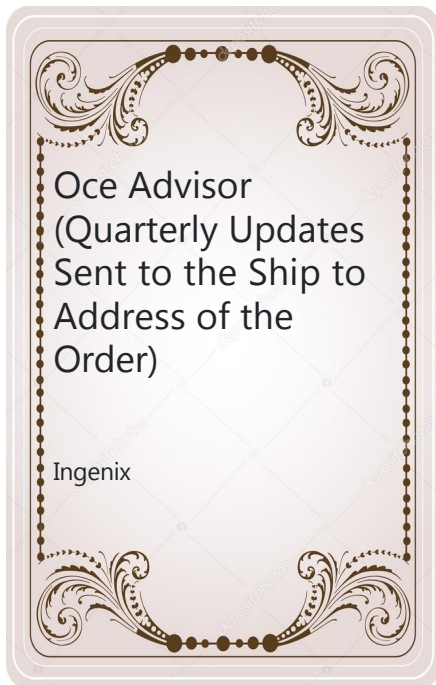 Oce Advisor
(Quarterly Updates
Sent to the Ship to
Address of the
Order)
Ingenix